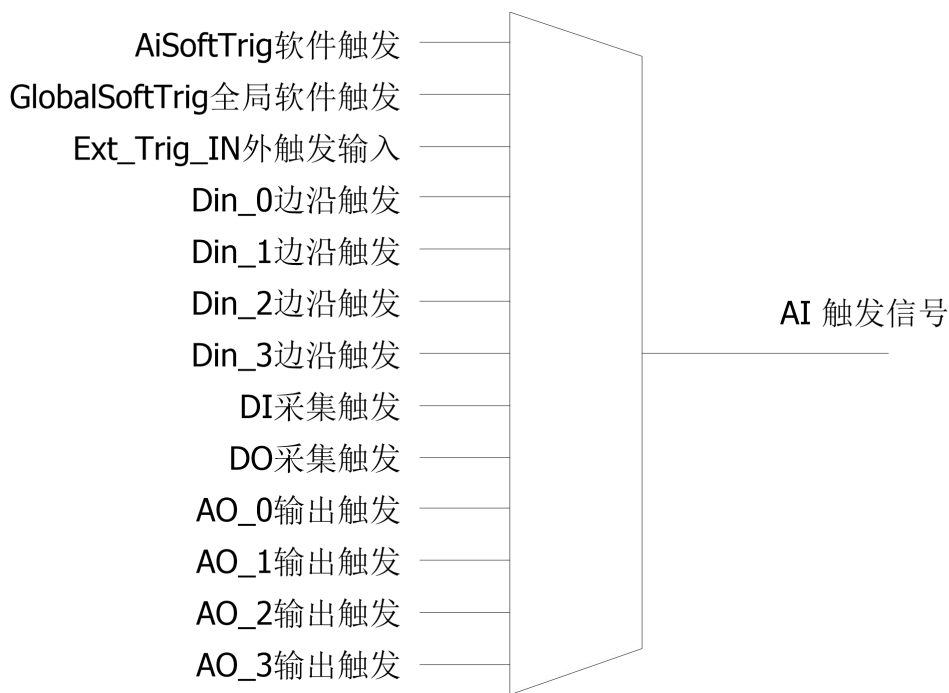 AiSoftTrig软件触发
GlobalSoftTrig全局软件触发
Ext_Trig_IN外触发输入
Din_0边沿触发
Din_1边沿触发
Din_2边沿触发
Din_3边沿触发
AI 触发信号
DI采集触发
DO采集触发
AO_0输出触发
AO_1输出触发
AO_2输出触发
AO_3输出触发